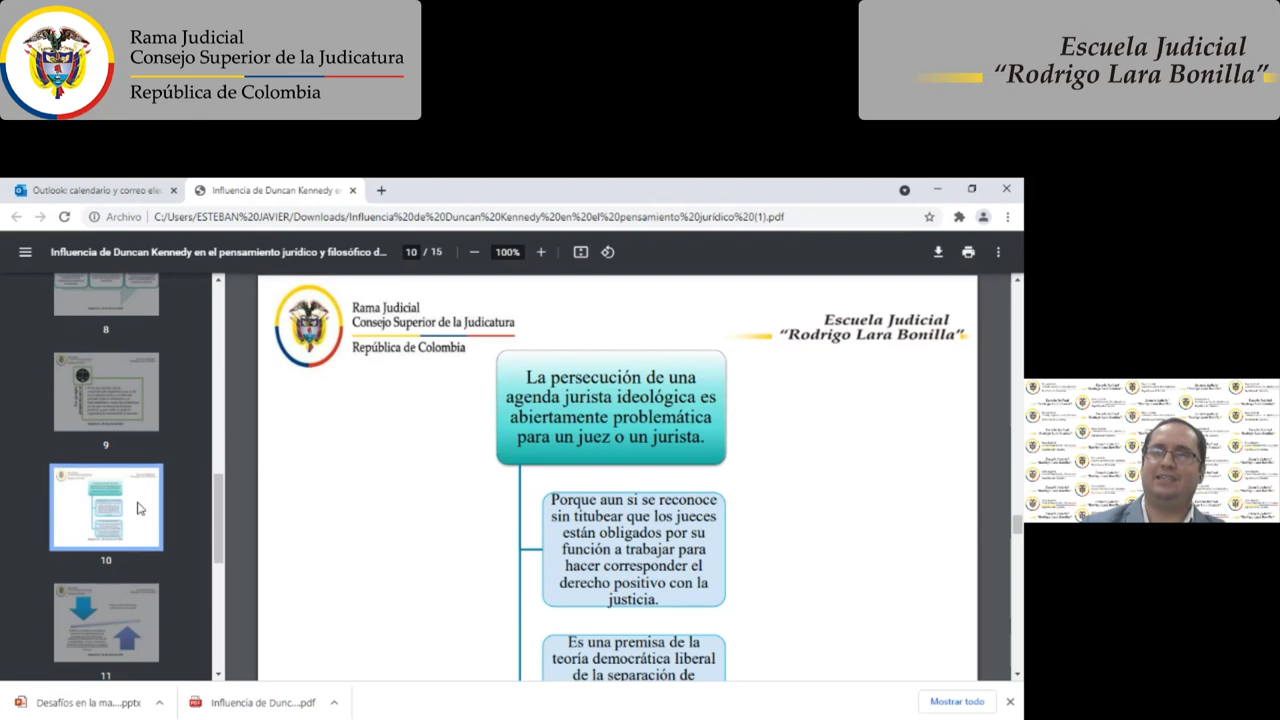 Rama Judicial
Consejo Superior de la Judicatura
República de Colombia
Escuela Judicial
“Rodrigo Lara Bonilla”
Outlook: calendario y correo ele
Influencia de Duncan Kennedy e
Archivo
C:/Users/ESTEBAN%20JAVIER/Downloads/Influencia%20de%20Duncan%20Kennedy%20en%20el%20pensamiento%20jurídico%20(1).pdf
Influencia de Duncan Kennedy en el pensamiento jurídico y filosófico d...
10 / 15
100%
8
9
10
11
Rama Judicial
Consejo Superior de la Judicatura
República de Colombia
Escuela Judicial
“Rodrigo Lara Bonilla”
La persecución de una
agenda jurista ideológica es
abiertamente problemática
para un juez o un jurista.
Porque aun si se reconoce
sin titubear que los jueces
están obligados por su
función a trabajar para
hacer corresponder el
derecho positivo con la
justicia.
Es una premisa de la
teoría democrática liberal
de la separación de
Desafíos en la ma....pptx
Influencia de Dunc....pdf
Mostrar todo